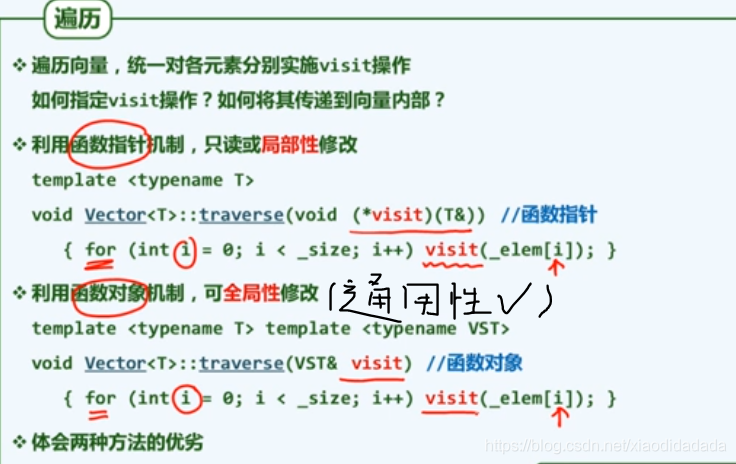 遍历
❖ 遍历向量，统一对各元素分别实施visit操作
如何指定visit操作？如何将其传递到向量内部？
❖ 利用函数指针机制，只读或局部性修改
template <typename T>
void Vector<T>::traverse(void (*visit)(T&)) //函数指针
{ for (int i = 0; i < _size; i++) visit(_elem[i]); }
❖ 利用函数对象机制，可全局性修改 (通用性✓)
template <typename T> template <typename VST>
void Vector<T>::traverse(VST& visit) //函数对象
{ for (int i = 0; i < _size; i++) visit(_elem[i]); }
❖ 体会两种方法的优劣
https://blog.csdn.net/xiaodidadada